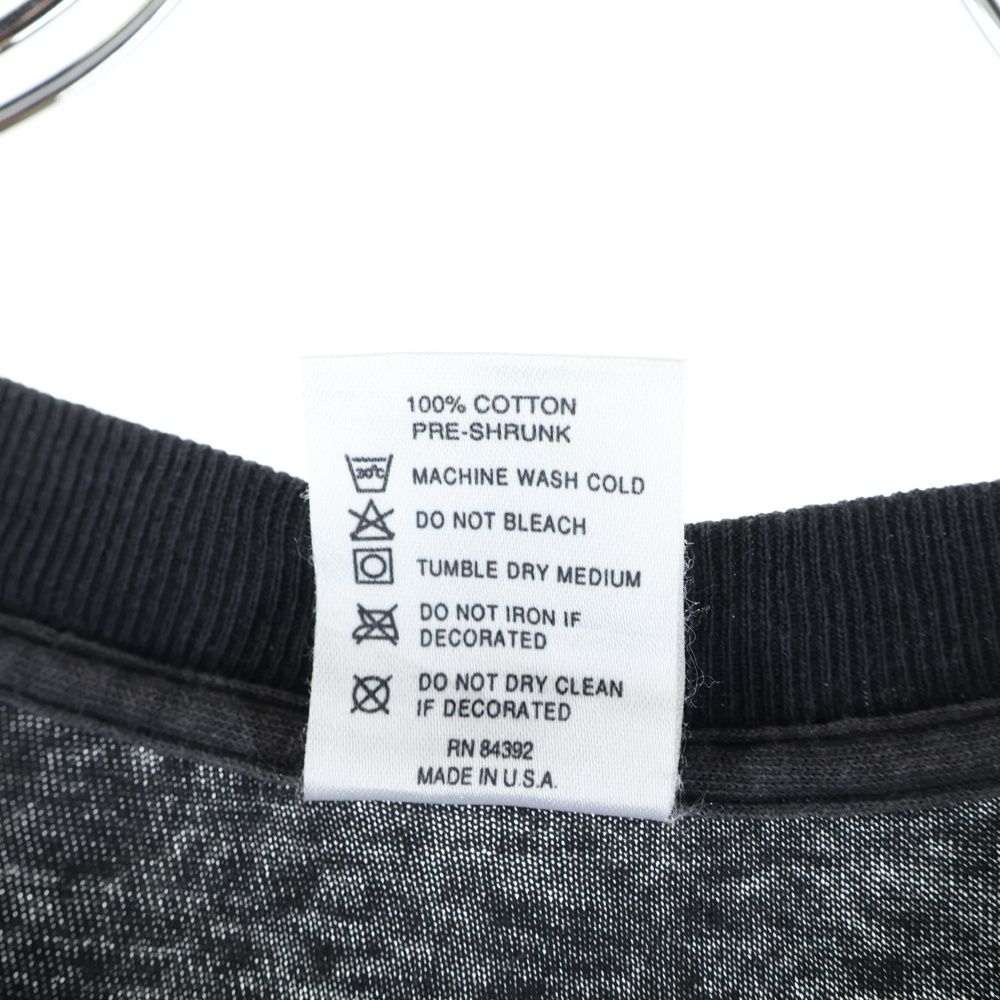 100% COTTON
PRE-SHRUNK
30°C
MACHINE WASH COLD
DO NOT BLEACH
TUMBLE DRY MEDIUM
DO NOT IRON IF
DECORATED
DO NOT DRY CLEAN
IF DECORATED
RN 84392
MADE IN U.S.A.